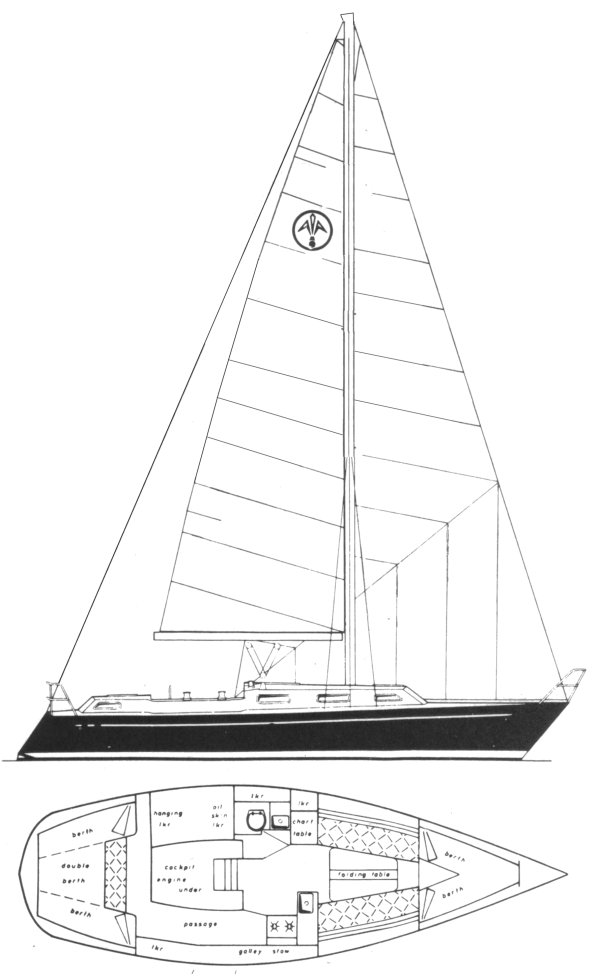 lkr
hanging
lkr
oil
skin
lkr
lkr
chart
table
berth
double
berth
berth
cockpit
engine
under
folding table
berth
berth
passage
lkr
galley stow